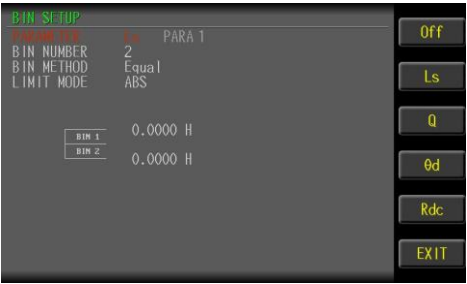 BIN SETUP
PARAMETER Ls PARA 1
BIN NUMBER 2
BIN METHOD Equal
LIMIT MODE ABS
BIN 1 0.0000 H
BIN 2 0.0000 H
Off
Ls
Q
θd
Rdc
EXIT